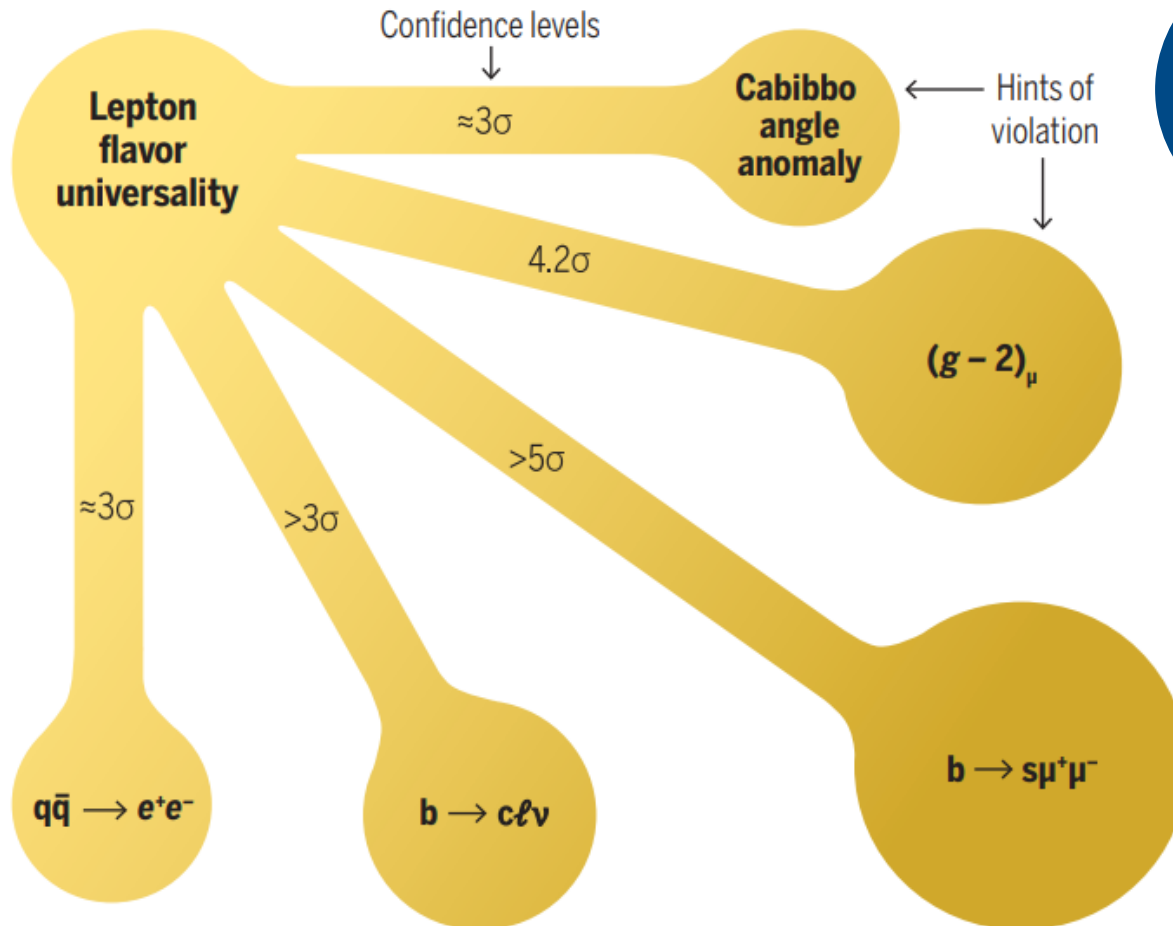 Confidence levels
Lepton
flavor
universality
≈3σ
Cabibbo
angle
anomaly
Hints of
violation
4.2σ
(g – 2)μ
>5σ
≈3σ
>3σ
qq̄ → e⁺e⁻
b → cℓν
b → sμ⁺μ⁻